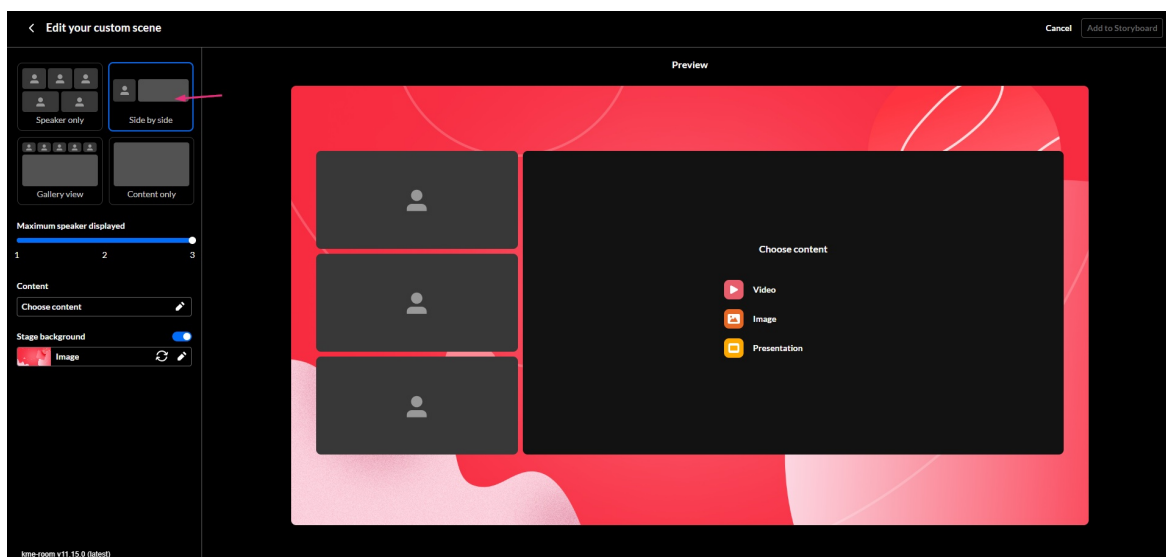 Edit your custom scene
Cancel
Add to Storyboard
Speaker only
Side by side
Gallery view
Content only
Maximum speaker displayed
1 2 3
Content
Choose content
Stage background
Image
kme-room v11.15.0 (latest)
Preview
Choose content
Video
Image
Presentation